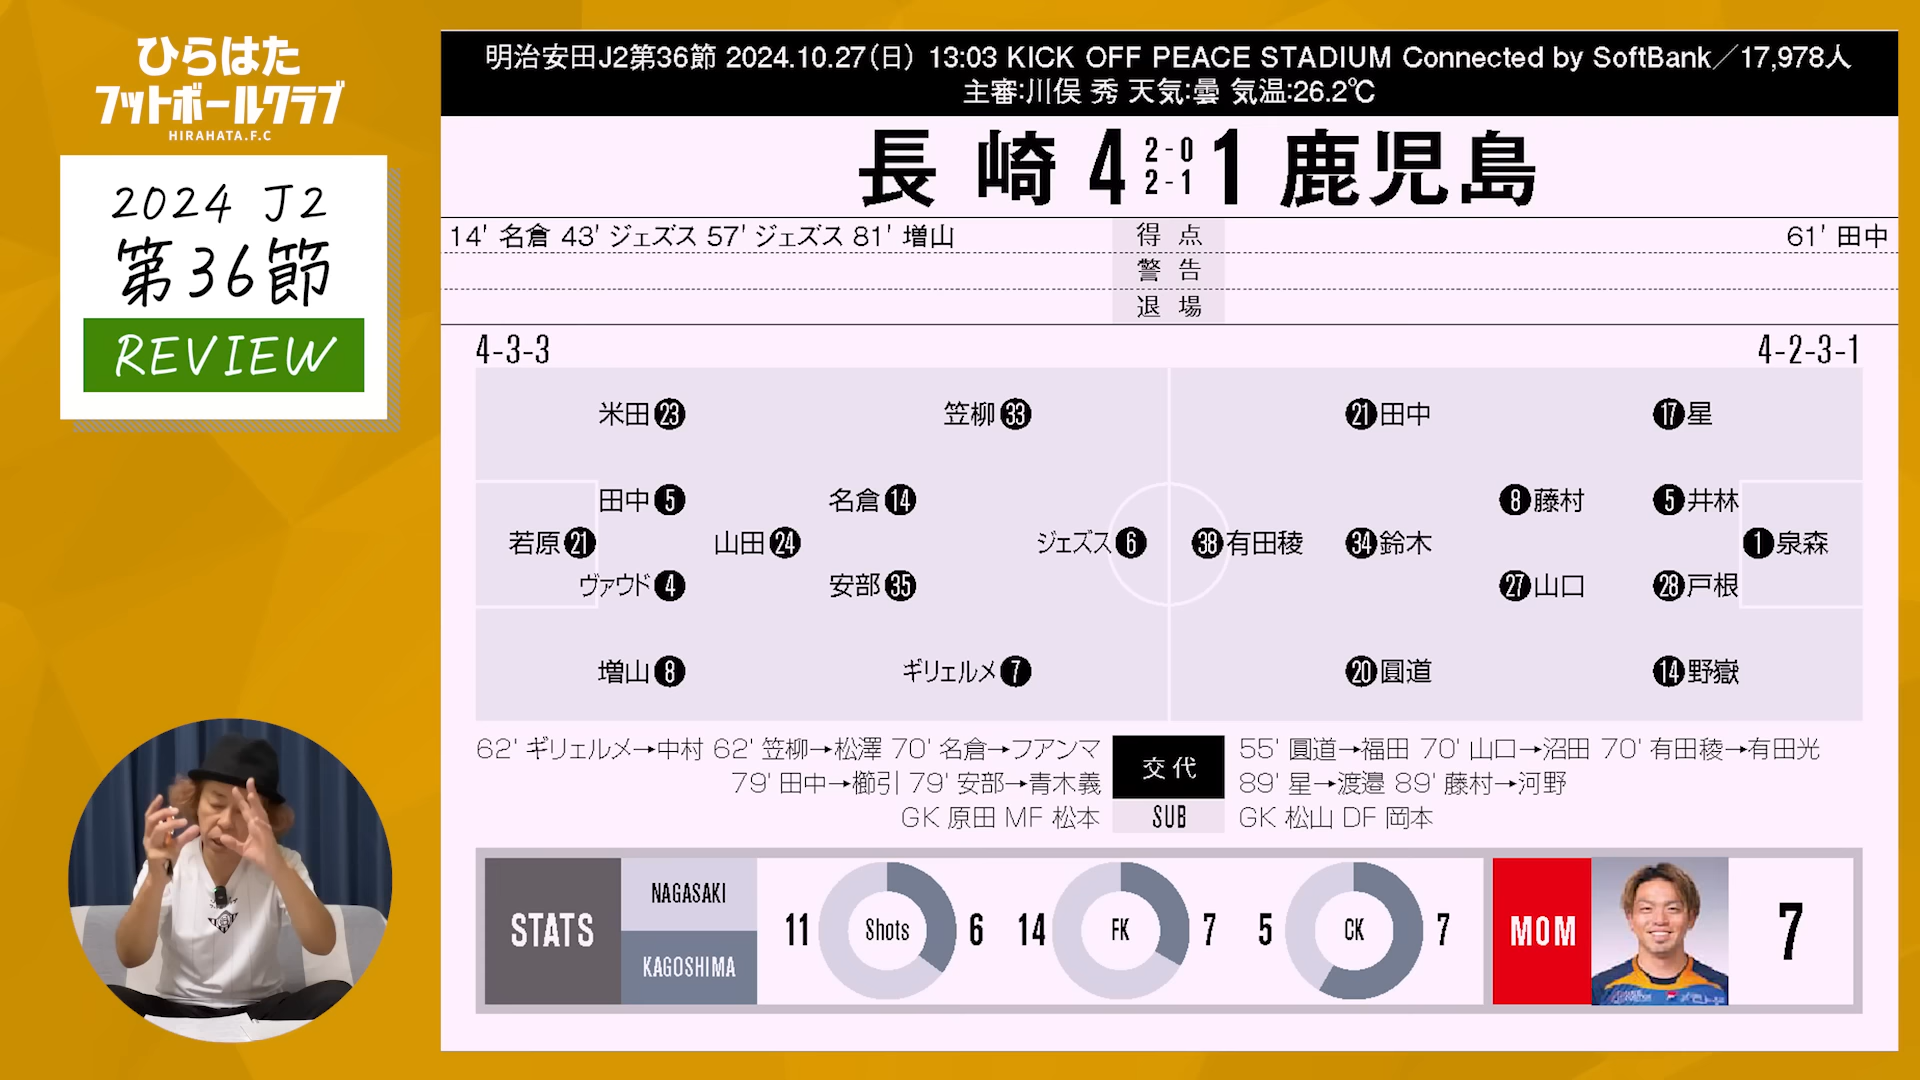 ひらはた
フットボールクラブ
HIRAHATA.F.C
2024 J2
第36節
REVIEW
明治安田J2第36節 2024.10.27(日) 13:03 KICK OFF PEACE STADIUM Connected by SoftBank／17,978人
主審:川俣 秀 天気:曇 気温:26.2℃
長崎 4 2-0 2-1 1 鹿児島
14' 名倉 43' ジェズス 57' ジェズス 81' 増山 得点 61' 田中
警告
退場
4-3-3 4-2-3-1
米田 23 笠柳 33 21 田中 17 星
田中 5 名倉 14 8 藤村 5 井林
若原 21 山田 24 ジェズス 6 38 有田稜 34 鈴木 1 泉森
ヴァウド 4 安部 35 27 山口 28 戸根
増山 8 ギリェルメ 7 20 圓道 14 野嶽
62' ギリェルメ→中村 62' 笠柳→松澤 70' 名倉→フアンマ 交代 55' 圓道→福田 70' 山口→沼田 70' 有田稜→有田光
79' 田中→櫛引 79' 安部→青木義 89' 星→渡邉 89' 藤村→河野
GK 原田 MF 松本 SUB GK 松山 DF 岡本
STATS NAGASAKI 11 Shots 6 14 FK 7 5 CK 7 MOM 7
KAGOSHIMA